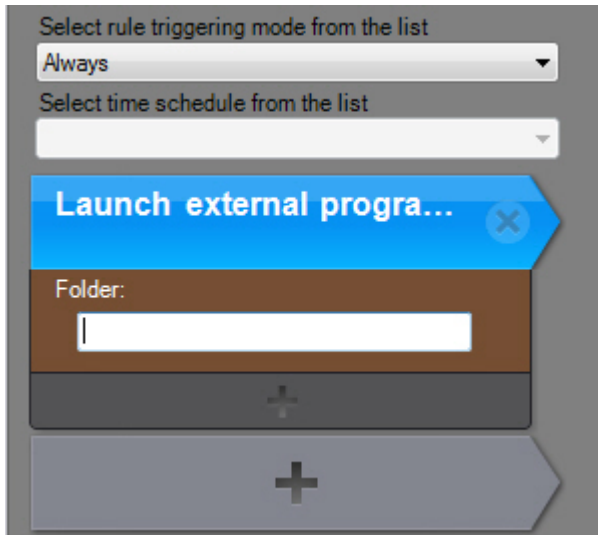 Select rule triggering mode from the list
Always
Select time schedule from the list
Launch external progra...
Folder: